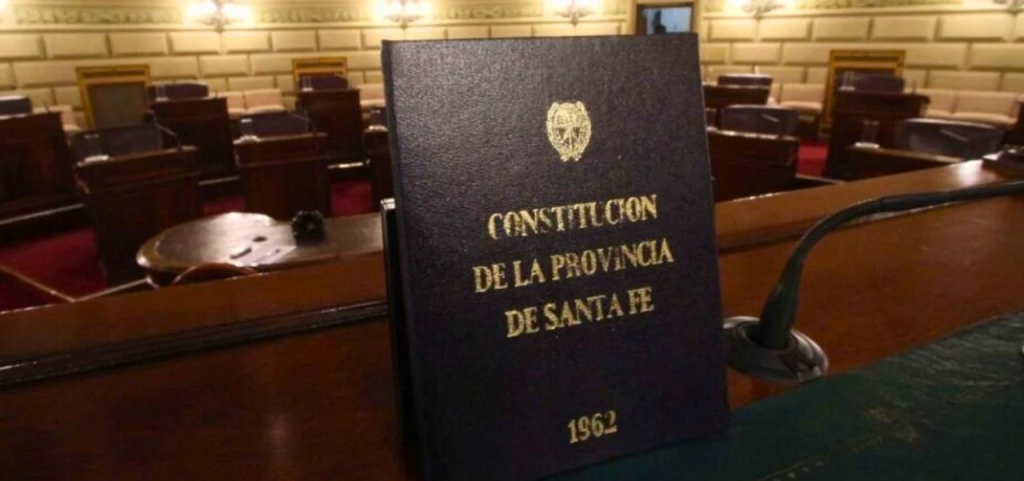 CONSTITUCION
DE LA PROVINCIA
DE SANTA FE
1962